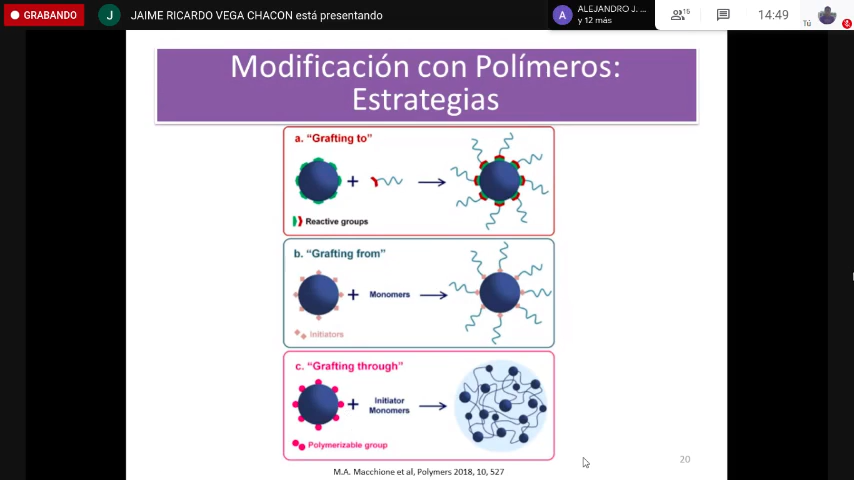 GRABANDO
J JAIME RICARDO VEGA CHACON está presentando
A ALEJANDRO J. ...
y 12 más
15
14:49
Tú
Modificación con Polímeros:
Estrategias
a. “Grafting to”
Reactive groups
b. “Grafting from”
Monomers
Initiators
c. “Grafting through”
Initiator
Monomers
Polymerizable group
20
M.A. Macchione et al, Polymers 2018, 10, 527